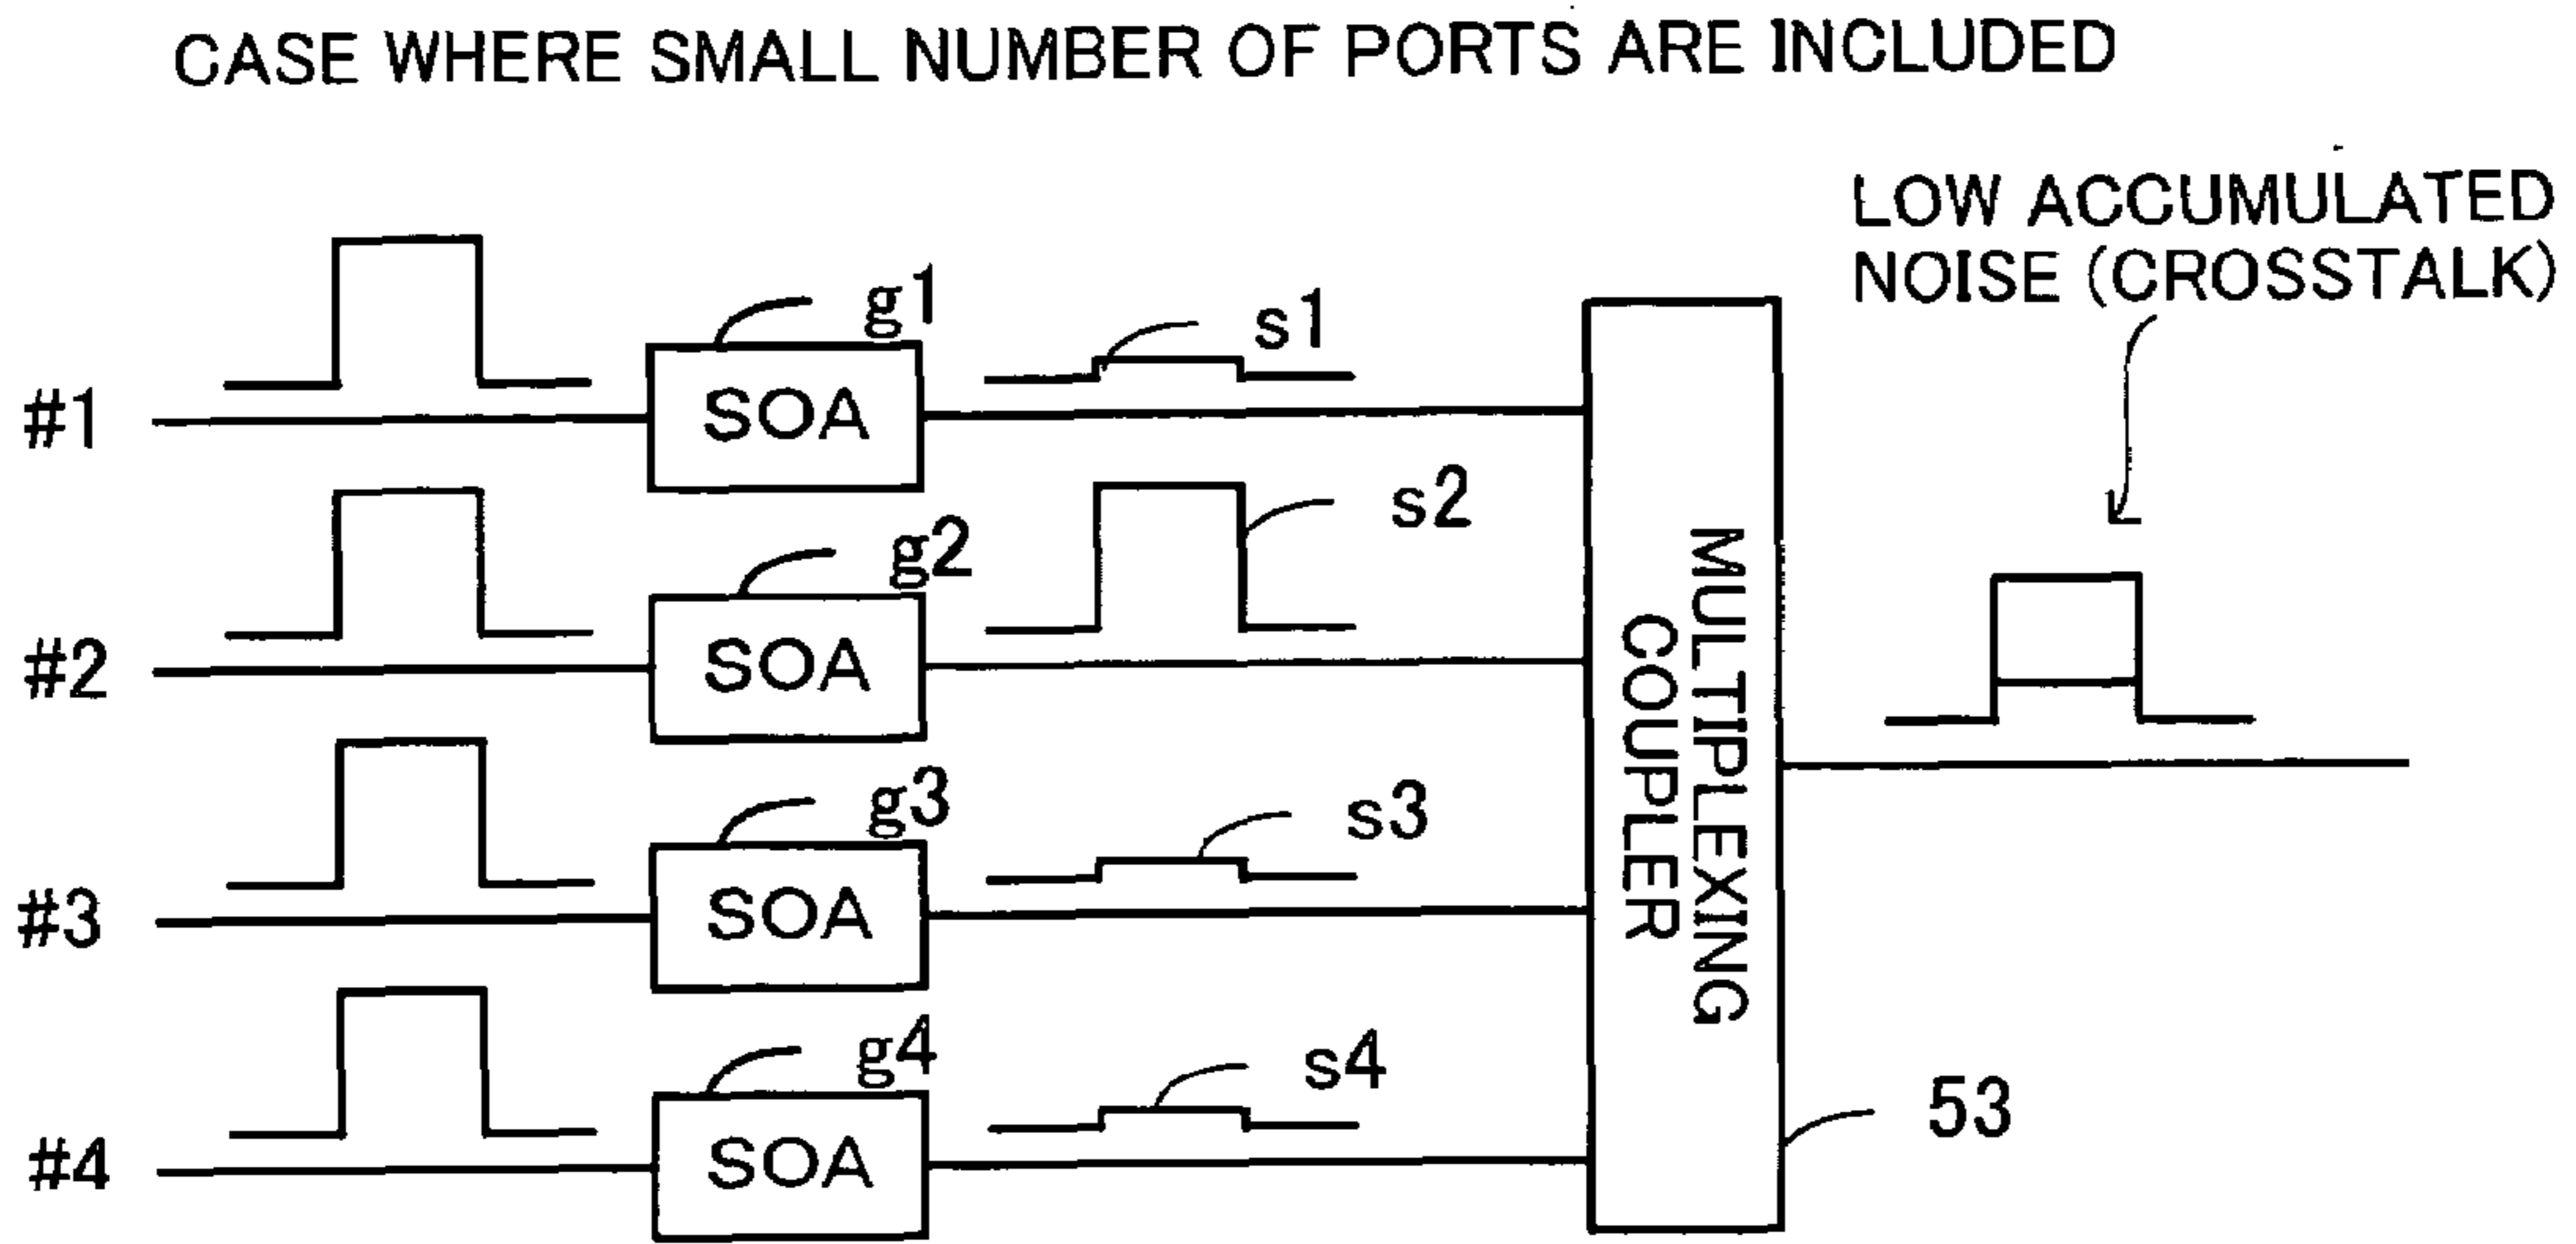 CASE WHERE SMALL NUMBER OF PORTS ARE INCLUDED
LOW ACCUMULATED
NOISE (CROSSTALK)
#1
g1
SOA
s1
#2
g2
SOA
s2
#3
g3
SOA
s3
#4
g4
SOA
s4
MULTIPLEXING
COUPLER
53